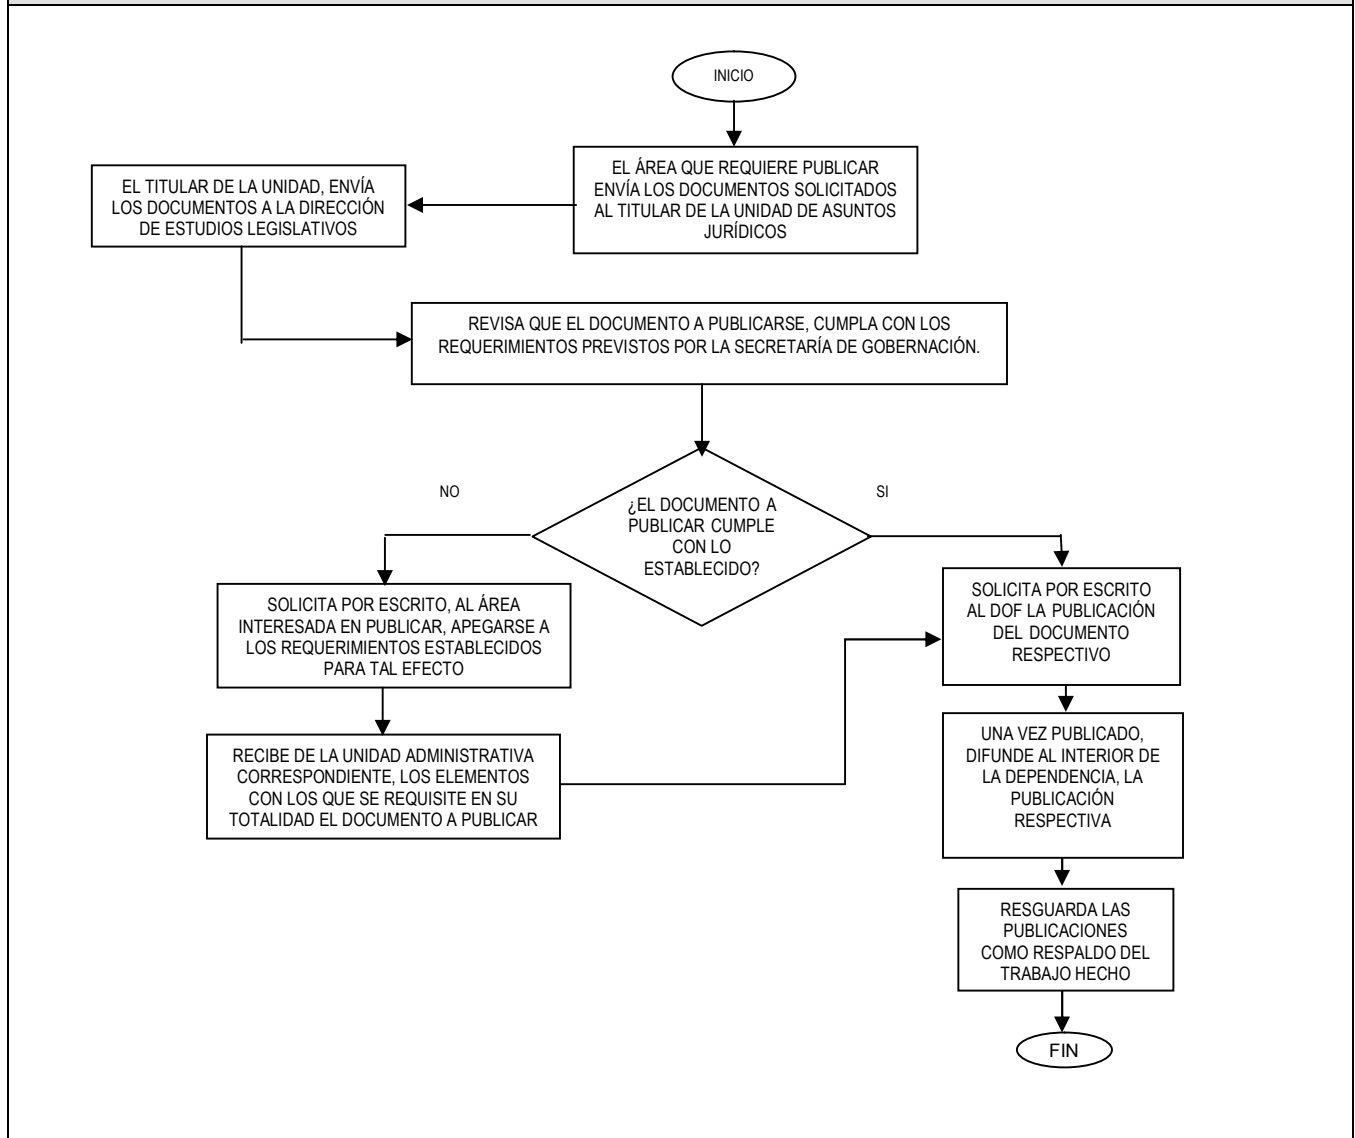 INICIO
EL ÁREA QUE REQUIERE PUBLICAR
ENVÍA LOS DOCUMENTOS SOLICITADOS
AL TITULAR DE LA UNIDAD DE ASUNTOS
JURÍDICOS
EL TITULAR DE LA UNIDAD, ENVÍA
LOS DOCUMENTOS A LA DIRECCIÓN
DE ESTUDIOS LEGISLATIVOS
REVISA QUE EL DOCUMENTO A PUBLICARSE, CUMPLA CON LOS
REQUERIMIENTOS PREVISTOS POR LA SECRETARÍA DE GOBERNACIÓN.
¿EL DOCUMENTO A
PUBLICAR CUMPLE
CON LO
ESTABLECIDO?
NO
SI
SOLICITA POR ESCRITO, AL ÁREA
INTERESADA EN PUBLICAR, APEGARSE A
LOS REQUERIMIENTOS ESTABLECIDOS
PARA TAL EFECTO
RECIBE DE LA UNIDAD ADMINISTRATIVA
CORRESPONDIENTE, LOS ELEMENTOS
CON LOS QUE SE REQUISITE EN SU
TOTALIDAD EL DOCUMENTO A PUBLICAR
SOLICITA POR ESCRITO
AL DOF LA PUBLICACIÓN
DEL DOCUMENTO
RESPECTIVO
UNA VEZ PUBLICADO,
DIFUNDE AL INTERIOR DE
LA DEPENDENCIA, LA
PUBLICACIÓN
RESPECTIVA
RESGUARDA LAS
PUBLICACIONES
COMO RESPALDO DEL
TRABAJO HECHO
FIN